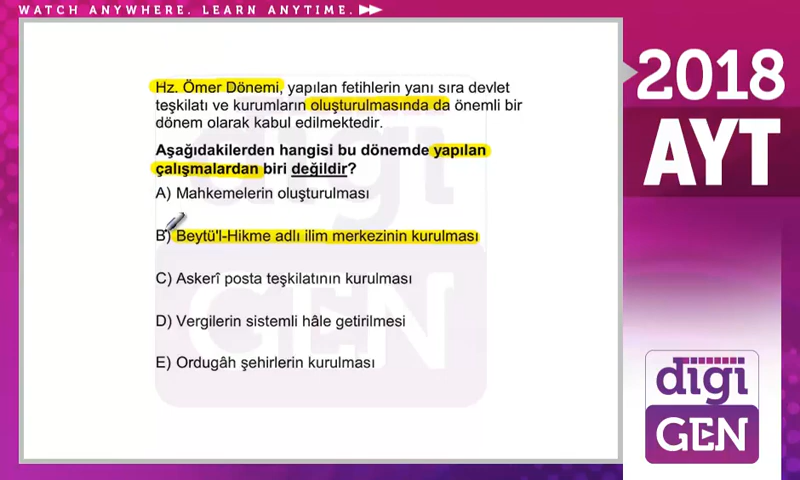 WATCH ANYWHERE. LEARN ANYTIME.
Hz. Ömer Dönemi, yapılan fetihlerin yanı sıra devlet
teşkilatı ve kurumların oluşturulmasında da önemli bir
dönem olarak kabul edilmektedir.
Aşağıdakilerden hangisi bu dönemde yapılan
çalışmalardan biri değildir?
A) Mahkemelerin oluşturulması
B) Beytü'l-Hikme adlı ilim merkezinin kurulması
C) Askerî posta teşkilatının kurulması
D) Vergilerin sistemli hâle getirilmesi
E) Ordugâh şehirlerin kurulması
digi
GEN
2018
AYT
digi
GEN